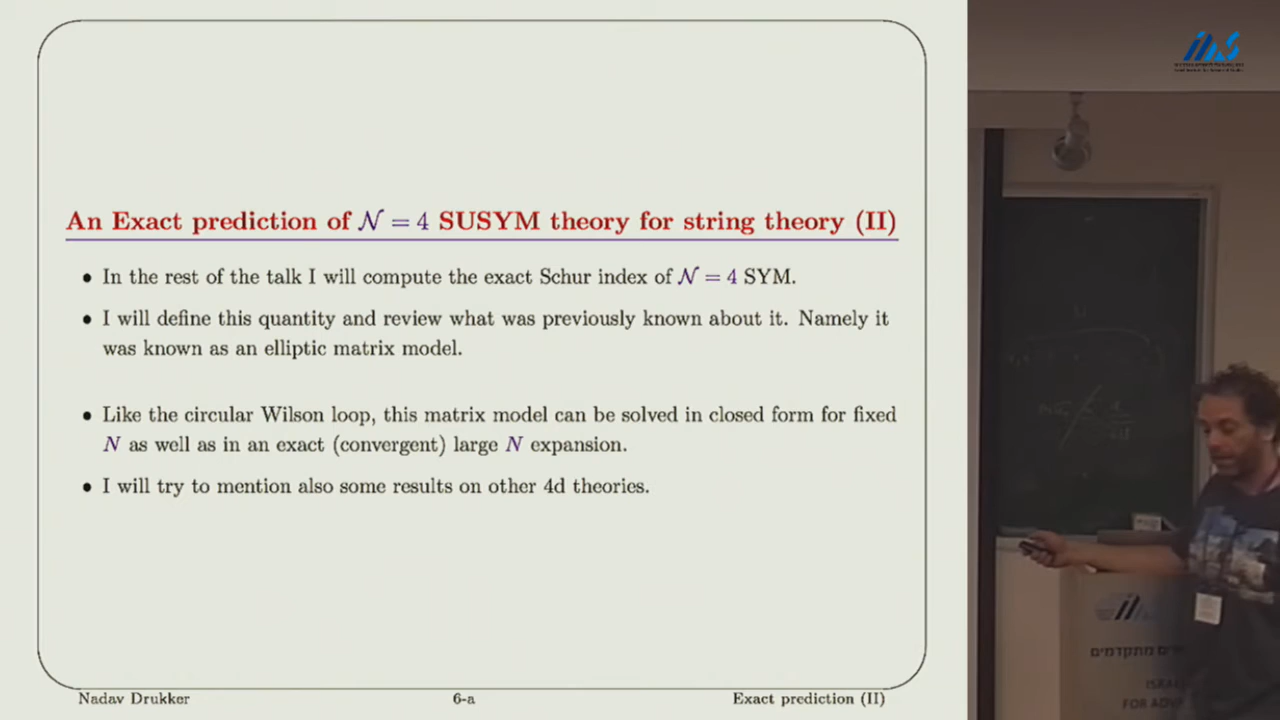 An Exact prediction of 𝒩 = 4 SUSYM theory for string theory (II)
• In the rest of the talk I will compute the exact Schur index of 𝒩 = 4 SYM.
• I will define this quantity and review what was previously known about it. Namely it
was known as an elliptic matrix model.
• Like the circular Wilson loop, this matrix model can be solved in closed form for fixed
N as well as in an exact (convergent) large N expansion.
• I will try to mention also some results on other 4d theories.
Nadav Drukker 6-a Exact prediction (II)
IIAS
מתקדמים
FOR